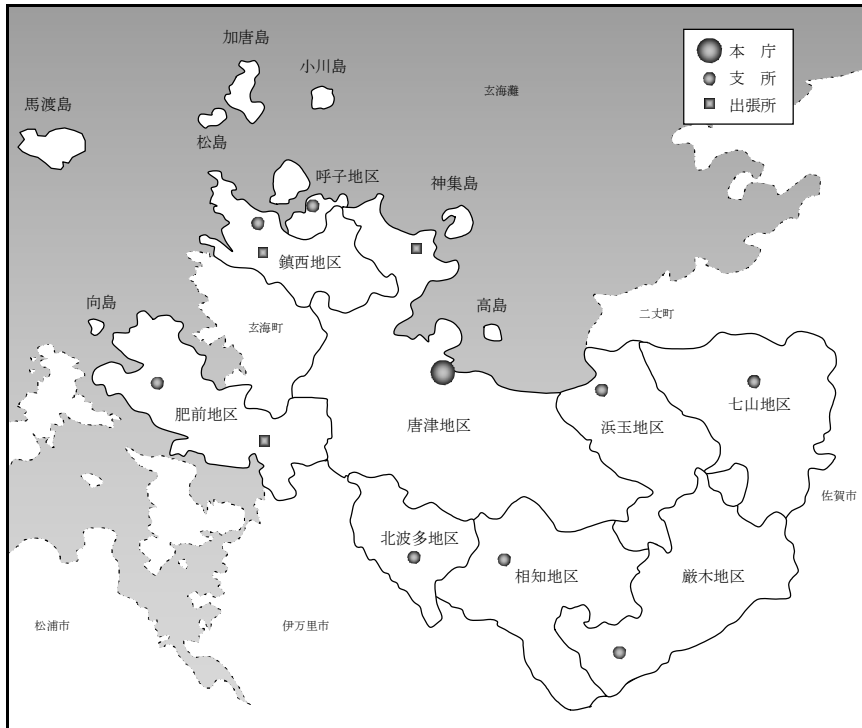 加唐島
小川島
玄海灘
本庁
支所
出張所
馬渡島
松島
呼子地区
神集島
鎮西地区
向島
玄海町
高島
二丈町
肥前地区
唐津地区
浜玉地区
七山地区
佐賀市
北波多地区
相知地区
厳木地区
松浦市
伊万里市